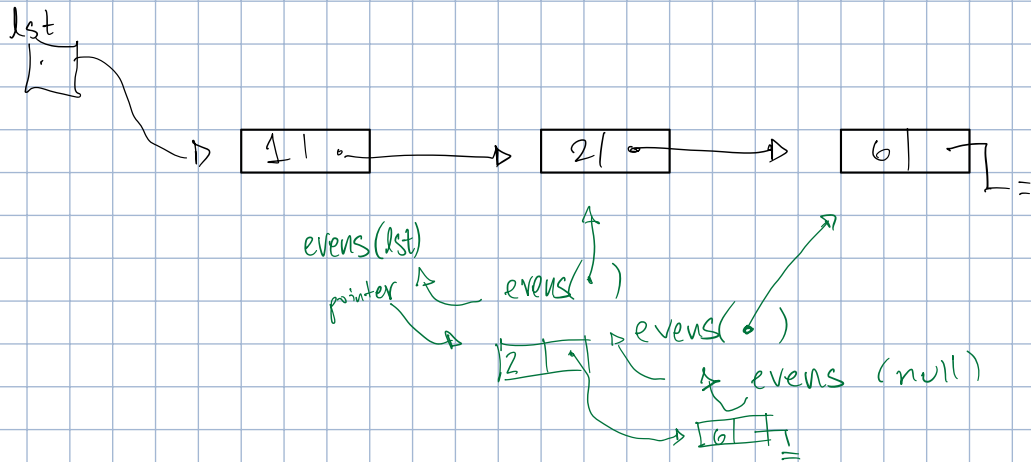 lst
1 2 6
evens(lst)
pointer
evens( )
evens( )
2
evens (null)
6